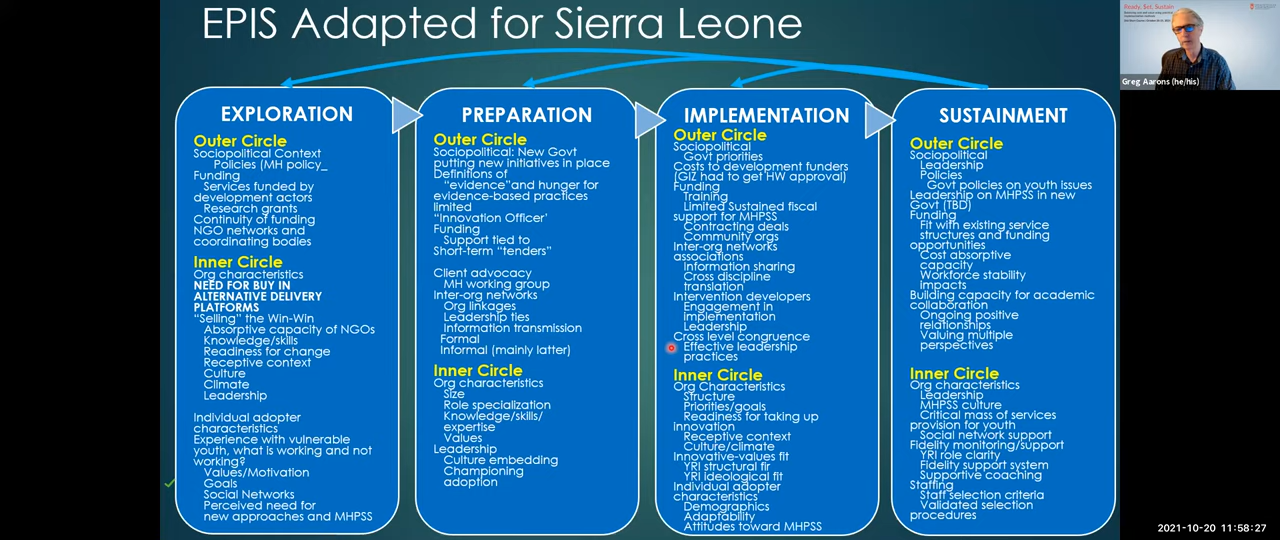 EPIS Adapted for Sierra Leone
EXPLORATION
Outer Circle
Sociopolitical Context
Policies (MH policy_
Funding
Services funded by
development actors
Research grants
Continuity of funding
NGO networks and
coordinating bodies
Inner Circle
Org characteristics
NEED FOR BUY IN
ALTERNATIVE DELIVERY
PLATFORMS
"Selling" the Win-Win
Absorptive capacity of NGOs
Knowledge/skills
Readiness for change
Receptive context
Culture
Climate
Leadership
Individual adopter
characteristics
Experience with vulnerable
youth, what is working and not
working?
Values/Motivation
Goals
Social Networks
Perceived need for
new approaches and MHPSS
PREPARATION
Outer Circle
Sociopolitical: New Govt
putting new initiatives in place
Definitions of
"evidence"and hunger for
evidence-based practices
limited
"Innovation Officer'
Funding
Support tied to
Short-term "tenders"
Client advocacy
MH working group
Inter-org networks
Org linkages
Leadership ties
Information transmission
Formal
Informal (mainly latter)
Inner Circle
Org characteristics
Size
Role specialization
Knowledge/skills/
expertise
Values
Leadership
Culture embedding
Championing
adoption
IMPLEMENTATION
Outer Circle
Sociopolitical
Govt priorities
Costs to development funders
(GIZ had to get HW approval)
Funding
Training
Limited Sustained fiscal
support for MHPSS
Contracting deals
Community orgs
Inter-org networks
associations
Information sharing
Cross discipline
translation
Intervention developers
Engagement in
implementation
Leadership
Cross level congruence
Effective leadership
practices
Inner Circle
Org Characteristics
Structure
Priorities/goals
Readiness for taking up
innovation
Receptive context
Culture/climate
Innovative-values fit
YRI structural fir
YRI ideological fit
Individual adopter
characteristics
Demographics
Adaptability
Attitudes toward MHPSS
SUSTAINMENT
Outer Circle
Sociopolitical
Leadership
Policies
Govt policies on youth issues
Leadership on MHPSS in new
Govt (TBD)
Funding
Fit with existing service
structures and funding
opportunities
Cost absorptive
capacity
Workforce stability
impacts
Building capacity for academic
collaboration
Ongoing positive
relationships
Valuing multiple
perspectives
Inner Circle
Org characteristics
Leadership
MHPSS culture
Critical mass of services
provision for youth
Social network support
Fidelity monitoring/support
YRI role clarity
Fidelity support system
Supportive coaching
Staffing
Staff selection criteria
Validated selection
procedures
Ready, Set, Sustain
Greg Aarons (he/his)
2021-10-20 11:58:27